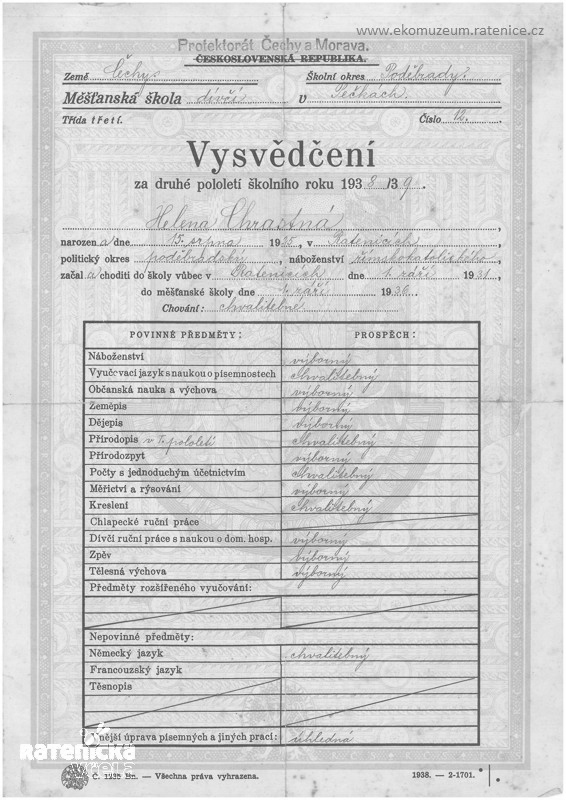 www.ekomuzeum.ratenice.cz
Protektorát Čechy a Morava.
ČESKOSLOVENSKÁ REPUBLIKA.
Země Čechy Školní okres Poděbrady.
Měšťanská škola dívčí v Pečkách.
Třída třetí. Číslo 12.
Vysvědčení
za druhé pololetí školního roku 1938/39.
Helena Chrastná,
narozena dne 15. srpna 1925, v Ratenicích,
politický okres poděbradský, náboženství římskokatolického,
začala choditi do školy vůbec v Ratenicích dne 1. září 1931,
do měšťanské školy dne 1. září 1936.
Chování: chvalitebné
POVINNÉ PŘEDMĚTY: PROSPĚCH:
Náboženství výborný
Vyučovací jazyk s naukou o písemnostech chvalitebný
Občanská nauka a výchova výborný
Zeměpis výborný
Dějepis výborný
Přírodopis v I. pololetí chvalitebný
Přírodozpyt výborný
Počty s jednoduchým účetnictvím chvalitebný
Měřictví a rýsování výborný
Kreslení chvalitebný
Chlapecké ruční práce
Dívčí ruční práce s naukou o dom. hosp. výborný
Zpěv výborný
Tělesná výchova výborný
Předměty rozšířeného vyučování:
Nepovinné předměty:
Německý jazyk chvalitebný
Francouzský jazyk
Těsnopis
Vnější úprava písemných a jiných prací: úhledná
RATENICKÁ
Č. 1235 Bn. — Všechna práva vyhrazena. 1938. — 2-1701.